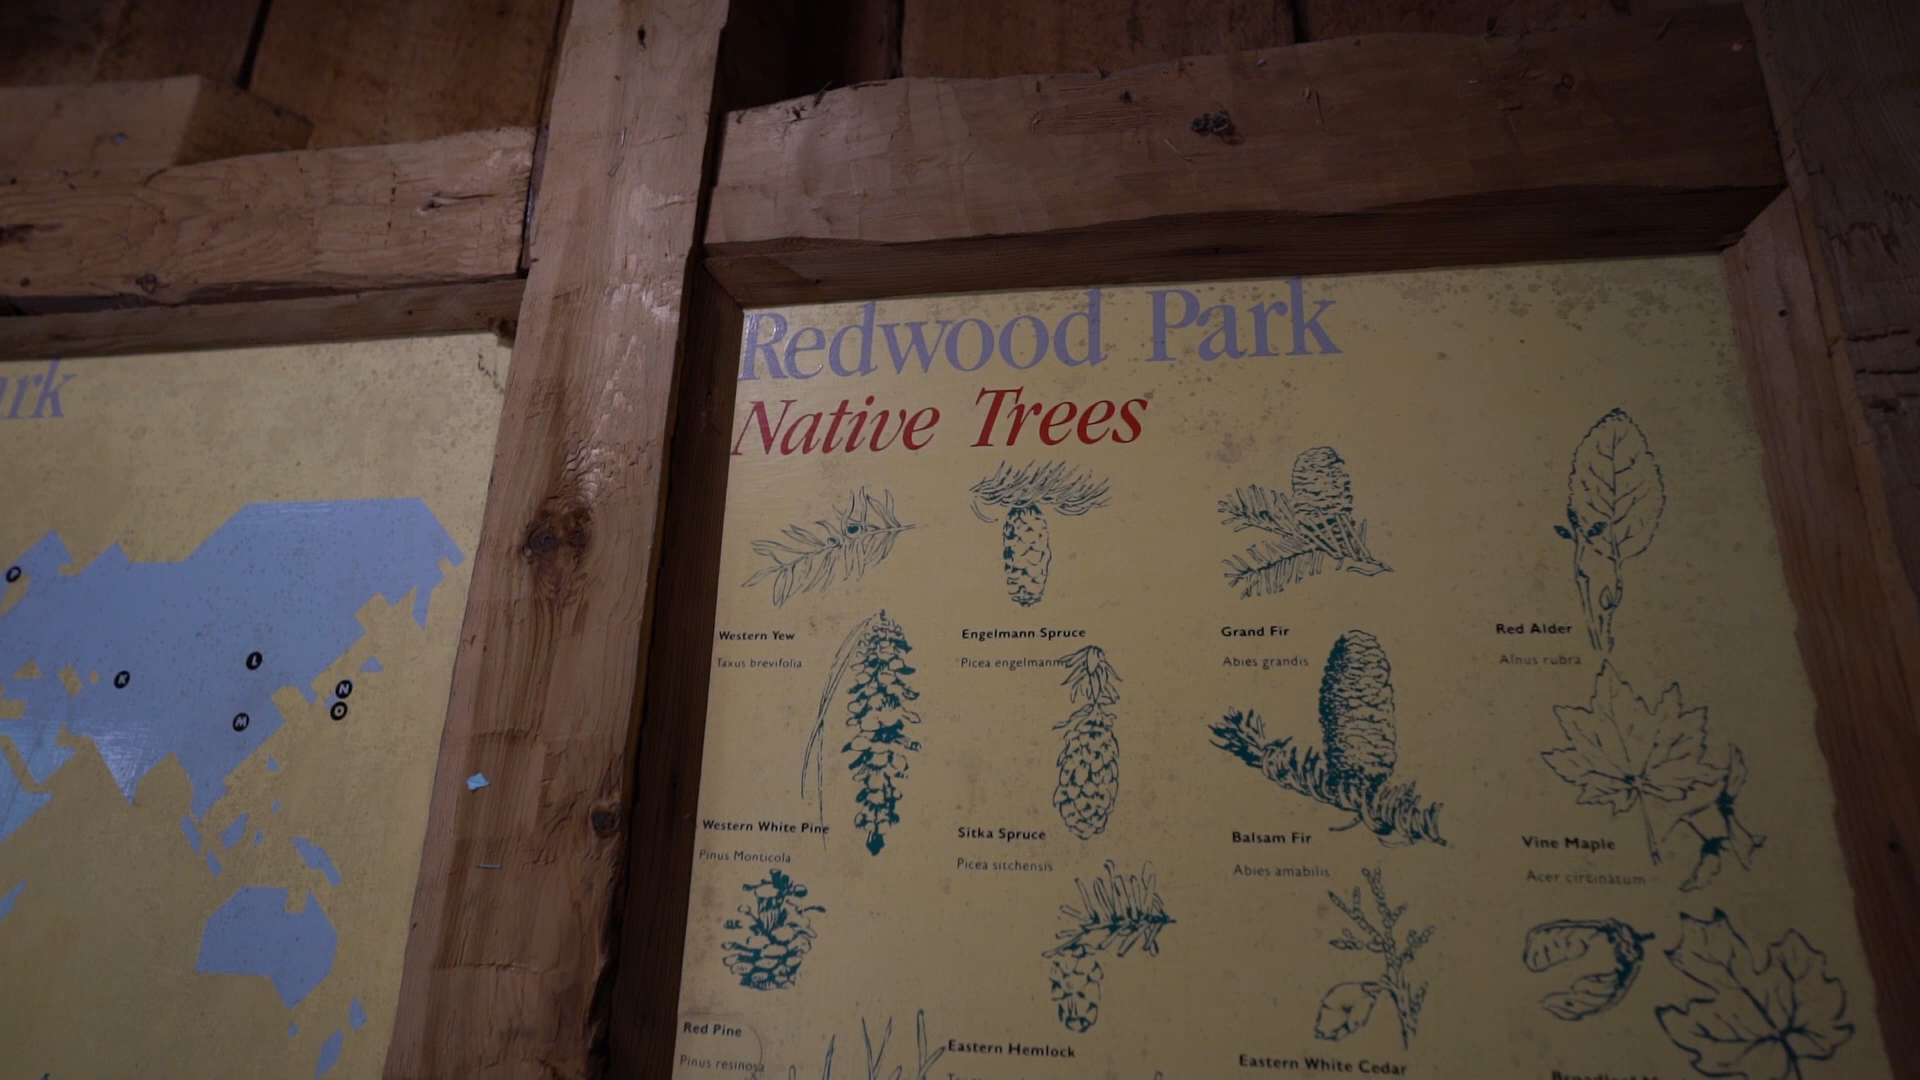 ark
O
K
L
M
N
O
Redwood Park
Native Trees
Western Yew
Taxus brevifolia
Engelmann Spruce
Picea engelmanni
Grand Fir
Abies grandis
Red Alder
Alnus rubra
Western White Pine
Pinus Monticola
Sitka Spruce
Picea sitchensis
Balsam Fir
Abies amabilis
Vine Maple
Acer circinatum
Red Pine
Pinus resinosa
Eastern Hemlock
Eastern White Cedar